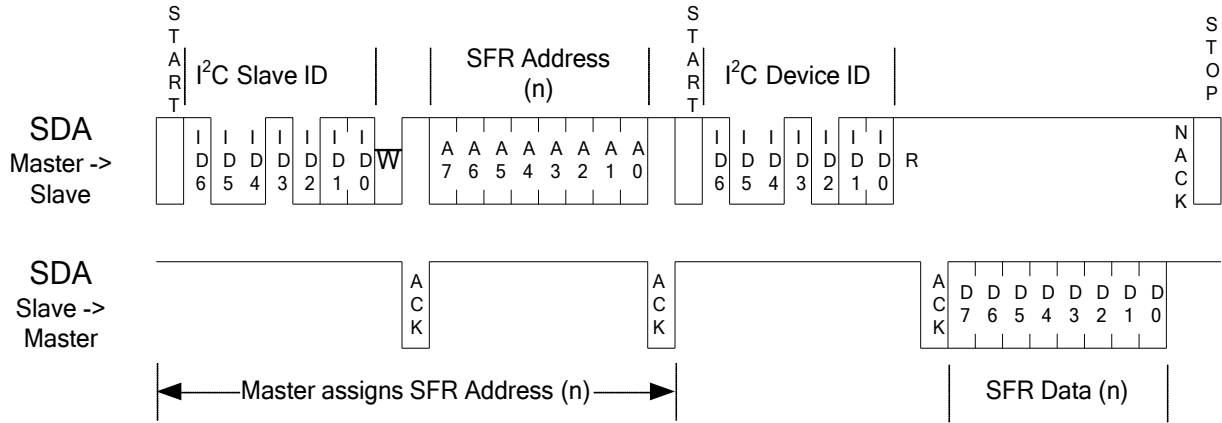 START
I²C Slave ID
SFR Address
(n)
START
I²C Device ID
STOP
SDA
Master ->
Slave
ID6 ID5 ID4 ID3 ID2 ID1 ID0 W A7 A6 A5 A4 A3 A2 A1 A0 ID6 ID5 ID4 ID3 ID2 ID1 ID0 R NACK
SDA
Slave ->
Master
ACK ACK ACK D7 D6 D5 D4 D3 D2 D1 D0
Master assigns SFR Address (n)
SFR Data (n)